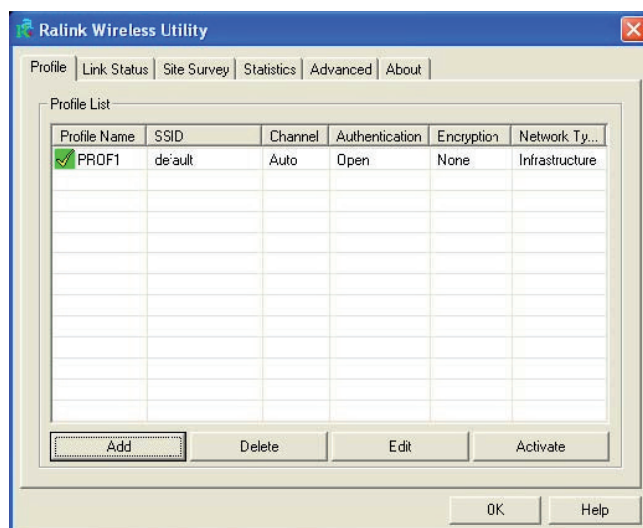 Ralink Wireless Utility
Profile Link Status Site Survey Statistics Advanced About
Profile List
Profile Name SSID Channel Authentication Encryption Network Ty...
PROF1 default Auto Open None Infrastructure
Add Delete Edit Activate
OK Help